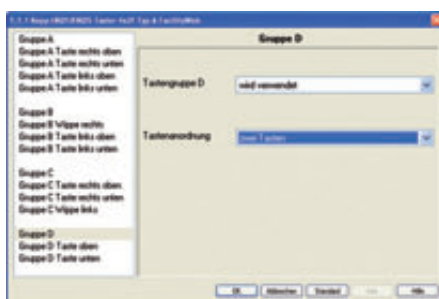 Gruppe A
Gruppe A Taste rechts oben
Gruppe A Taste rechts unten
Gruppe A Taste links oben
Gruppe A Taste links unten
Gruppe B
Gruppe B Wippe rechts
Gruppe B Taste links oben
Gruppe B Taste links unten
Gruppe C
Gruppe C Taste rechts oben
Gruppe C Taste rechts unten
Gruppe C Wippe links
Gruppe D
Gruppe D Taste oben
Gruppe D Taste unten
Gruppe D
Tastengruppe D
wird verwendet
Tastenanordnung
zwei Tasten
OK
Abbrechen
Standard
Hilfe